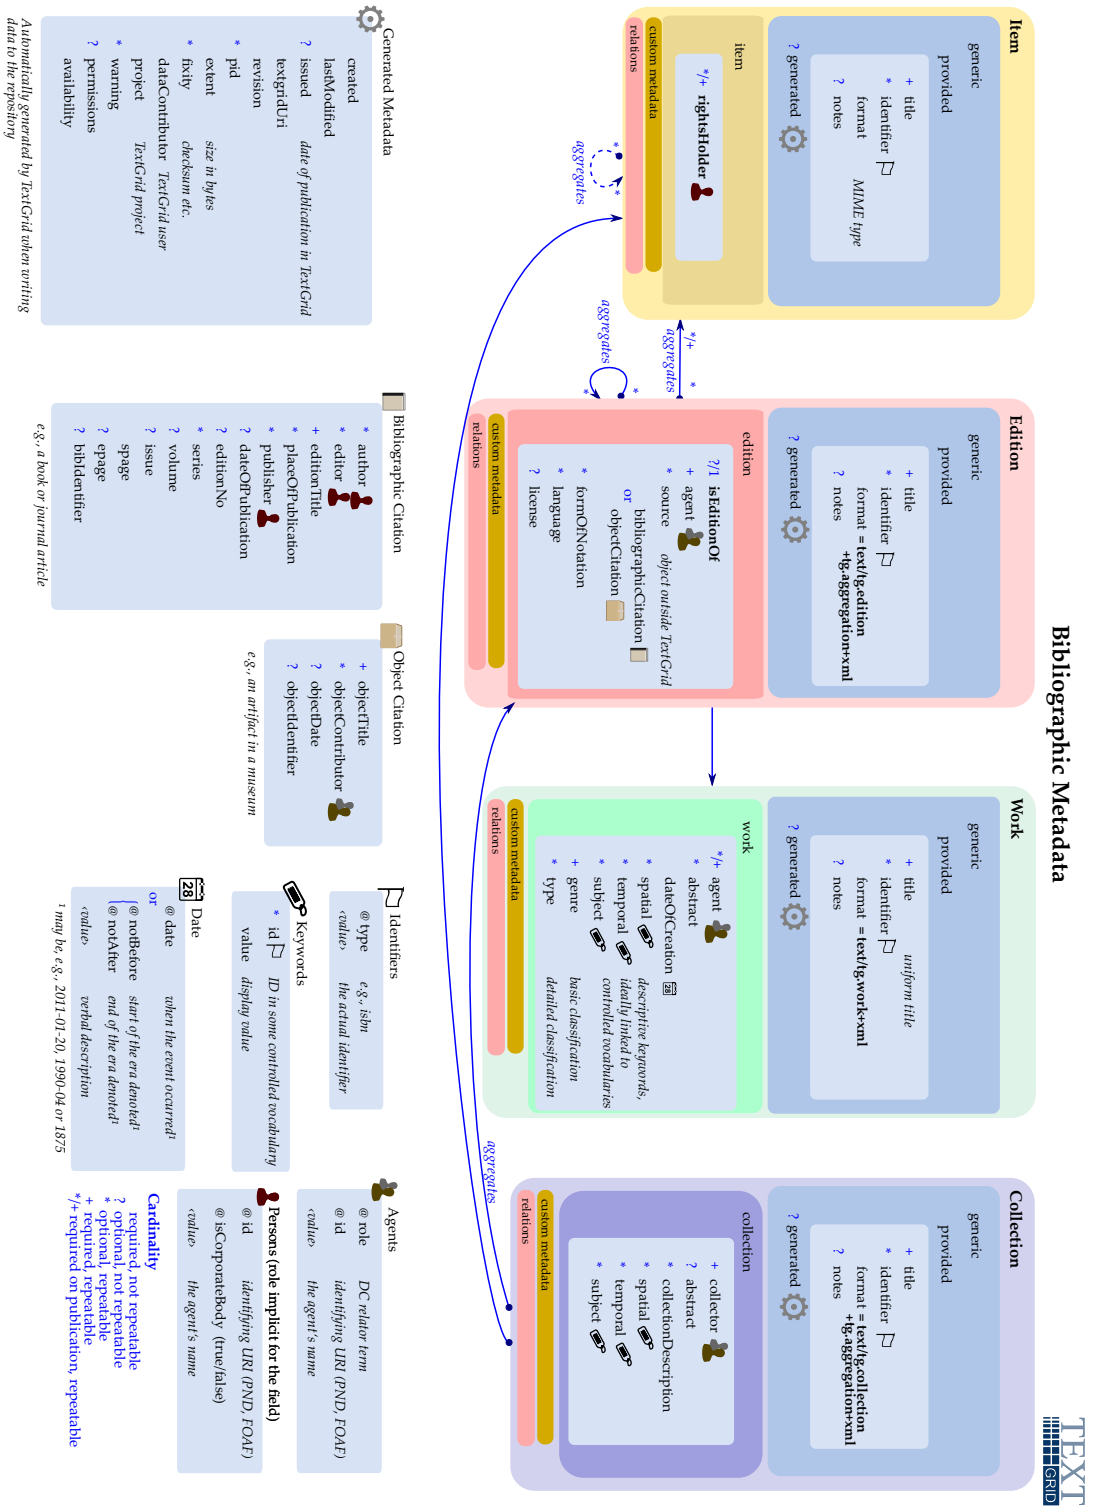 Bibliographic Metadata
TEXT
GRID
Item
generic
provided
+ title
* identifier
format MIME type
? notes
? generated
item
*/+ rightsHolder
custom metadata
relations
* *
aggregates
*/+ *
aggregates
* *
aggregates
Edition
generic
provided
+ title
* identifier
format = text/tg.edition
+tg.aggregation+xml
? notes
? generated
edition
?/1 isEditionOf
+ agent
* source object outside TextGrid
bibliographicCitation
or
objectCitation
* formOfNotation
* language
? license
custom metadata
relations
Work
generic
provided
+ title uniform title
* identifier
format = text/tg.work+xml
? notes
? generated
work
*/+ agent
* abstract
dateOfCreation 28
* spatial descriptive keywords,
* temporal ideally linked to
* subject controlled vocabularies
+ genre basic classification
* type detailed classification
custom metadata
relations
Collection
generic
provided
+ title
* identifier
format = text/tg.collection
+tg.aggregation+xml
? notes
? generated
collection
+ collector
? abstract
* collectionDescription
* spatial
* temporal
* subject
custom metadata
relations
aggregates
Generated Metadata
created
lastModified
? issued date of publication in TextGrid
textgridUri
revision
* pid
extent size in bytes
* fixity checksum etc.
dataContributor TextGrid user
project TextGrid project
* warning
? permissions
availability
Automatically generated by TextGrid when writing
data to the repository
Bibliographic Citation
* author
* editor
+ editionTitle
* placeOfPublication
* publisher
? dateOfPublication
? editionNo
* series
? volume
? issue
spage
? epage
? bibIdentifier
e.g., a book or journal article
Object Citation
+ objectTitle
* objectContributor
? objectDate
? objectIdentifier
e.g., an artifact in a museum
Identifiers
@ type e.g. isbn
‹value› the actual identifier
Keywords
* id ID in some controlled vocabulary
value display value
28 Date
@ date when the event occurred¹
or
{ @ notBefore start of the era denoted¹
@ notAfter end of the era denoted¹
‹value› verbal description
¹ may be, e.g., 2011-01-20, 1990-04 or 1875
Agents
@ role DC relator term
@ id identifying URI (PND, FOAF)
‹value› the agent's name
Persons (role implicit for the field)
@ id identifying URI (PND, FOAF)
@ isCorporateBody (true/false)
‹value› the agent's name
Cardinality
required, not repeatable
? optional, not repeatable
* optional, repeatable
+ required, repeatable
*/+ required on publication, repeatable